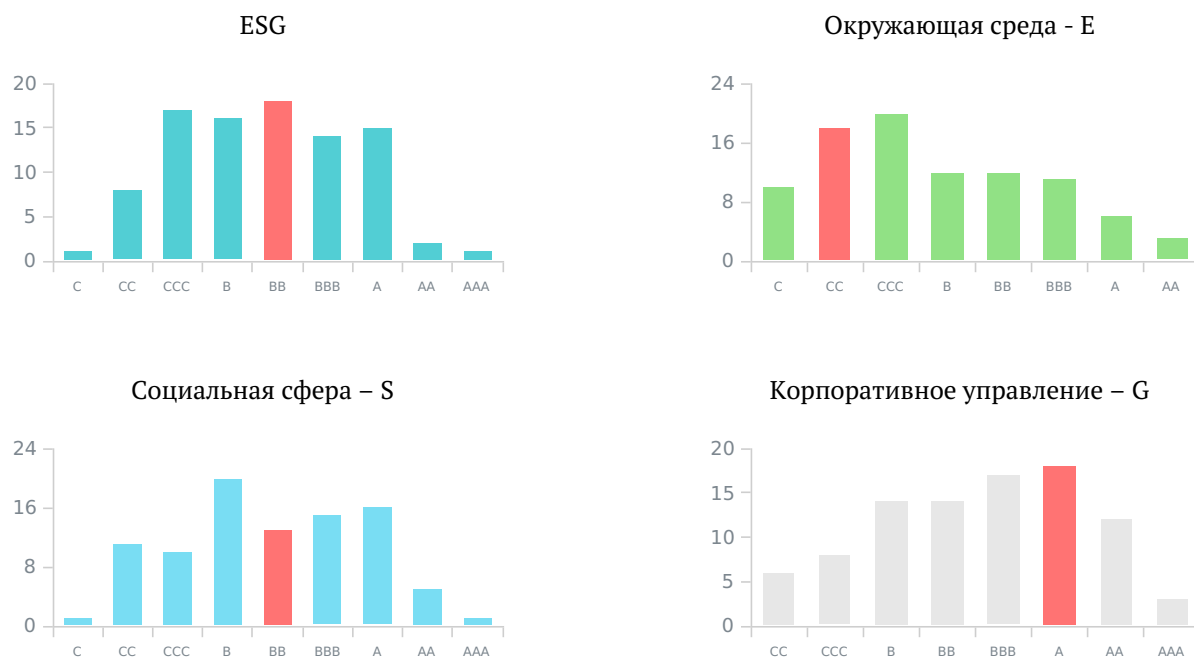 ESG
20
15
10
5
0
C CC CCC B BB BBB A AA AAA
Окружающая среда - E
24
16
8
0
C CC CCC B BB BBB A AA
Социальная сфера – S
24
16
8
0
C CC CCC B BB BBB A AA AAA
Корпоративное управление – G
20
15
10
5
0
CC CCC B BB BBB A AA AAA